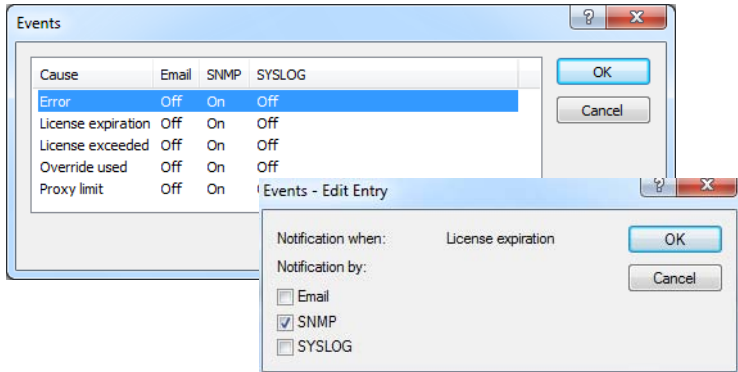 Events
Cause Email SNMP SYSLOG
OK
Error Off On Off
Cancel
License expiration Off On Off
License exceeded Off On Off
Override used Off On Off
Proxy limit Off On
Events - Edit Entry
Notification when: License expiration
OK
Notification by:
Cancel
Email
SNMP
SYSLOG